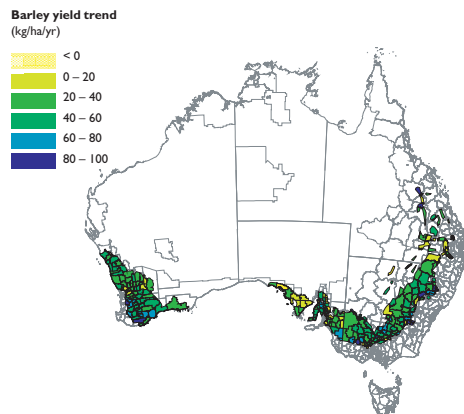 Barley yield trend
(kg/ha/yr)
< 0
0 – 20
20 – 40
40 – 60
60 – 80
80 – 100